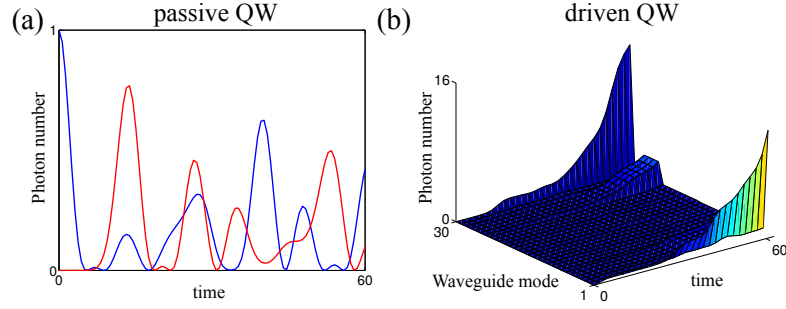 (a)
passive QW
1
Photon number
0
0
60
time
(b)
driven QW
16
Photon number
0
30
Waveguide mode
1
0
time
60